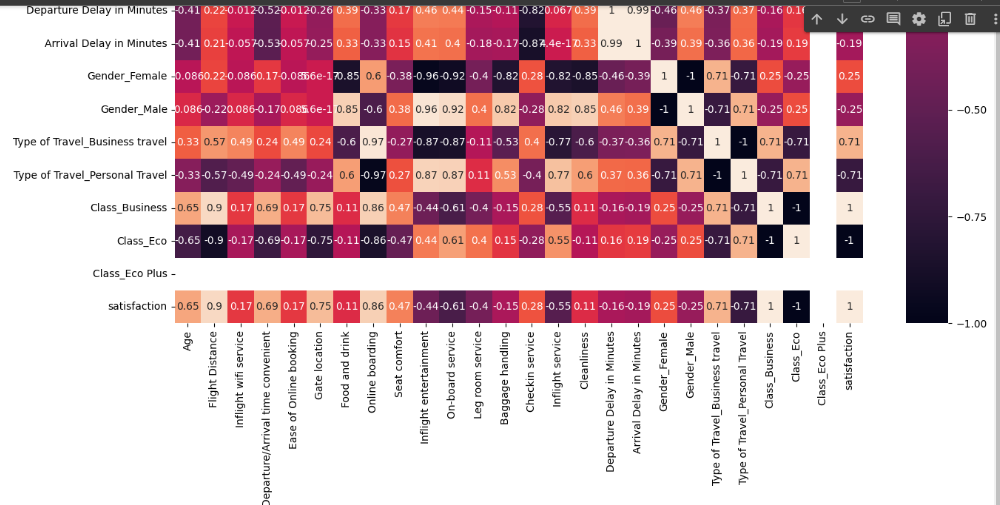 Departure Delay in Minutes -0.41 0.22 -0.012 -0.52 -0.012 -0.26 0.39 -0.33 0.17 0.46 0.44 -0.15 -0.11 -0.82 0.067 0.39 1 0.99 -0.46 0.46 -0.37 0.37 -0.16
Arrival Delay in Minutes -0.41 0.21 -0.057 -0.53 -0.057 -0.25 0.33 -0.33 0.15 0.41 0.4 -0.18 -0.17 -0.87 0.33 0.99 1 -0.39 0.39 -0.36 0.36 -0.19 0.19 -0.19
Gender_Female -0.086 0.22 -0.086 0.17 -0.85 0.6 -0.38 -0.96 -0.92 -0.4 -0.82 0.28 -0.82 -0.85 -0.46 -0.39 1 -1 0.71 -0.71 0.25 -0.25 0.25
Gender_Male 0.086 -0.22 0.086 -0.17 0.85 -0.6 0.38 0.96 0.92 0.4 0.82 -0.28 0.82 0.85 0.46 0.39 -1 1 -0.71 0.71 -0.25 0.25 -0.25
Type of Travel_Business travel 0.33 0.57 0.49 0.24 0.49 0.24 -0.6 0.97 -0.27 -0.87 -0.87 -0.11 -0.53 0.4 -0.77 -0.6 -0.37 -0.36 0.71 -0.71 1 -1 0.71 -0.71 0.71
Type of Travel_Personal Travel -0.33 -0.57 -0.49 -0.24 -0.49 -0.24 0.6 -0.97 0.27 0.87 0.87 0.11 0.53 -0.4 0.77 0.6 0.37 0.36 -0.71 0.71 -1 1 -0.71 0.71 -0.71
Class_Business 0.65 0.9 0.17 0.69 0.17 0.75 0.11 0.86 0.47 -0.44 -0.61 -0.4 -0.15 0.28 -0.55 0.11 -0.16 -0.19 0.25 -0.25 0.71 -0.71 1 -1 1
Class_Eco -0.65 -0.9 -0.17 -0.69 -0.17 -0.75 -0.11 -0.86 -0.47 0.44 0.61 0.4 0.15 -0.28 0.55 -0.11 0.16 0.19 -0.25 0.25 -0.71 0.71 -1 1 -1
Class_Eco Plus
satisfaction 0.65 0.9 0.17 0.69 0.17 0.75 0.11 0.86 0.47 -0.44 -0.61 -0.4 -0.15 0.28 -0.55 0.11 -0.16 -0.19 0.25 -0.25 0.71 -0.71 1 -1 1
Age
Flight Distance
Inflight wifi service
Departure/Arrival time convenient
Ease of Online booking
Gate location
Food and drink
Online boarding
Seat comfort
Inflight entertainment
On-board service
Leg room service
Baggage handling
Checkin service
Inflight service
Cleanliness
Departure Delay in Minutes
Arrival Delay in Minutes
Gender_Female
Gender_Male
Type of Travel_Business travel
Type of Travel_Personal Travel
Class_Business
Class_Eco
Class_Eco Plus
satisfaction
−0.50
−0.75
−1.00